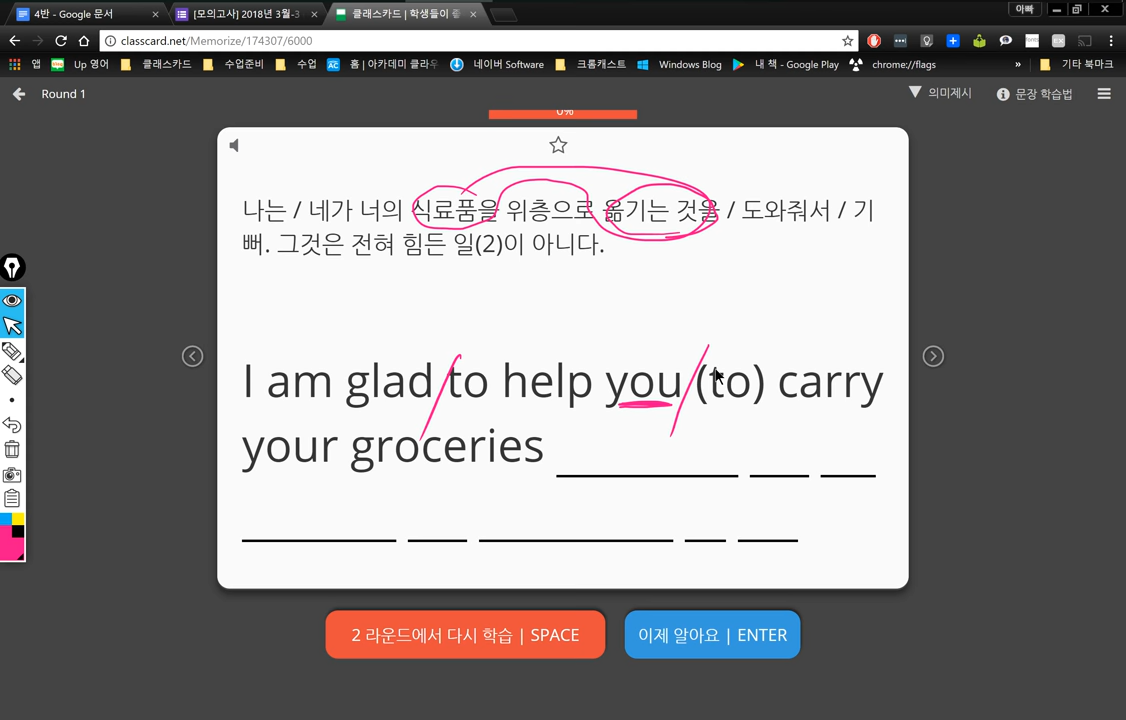 4반 - Google 문서
[모의고사] 2018년 3월-3
클래스카드 | 학생들이 좋
아빠
classcard.net/Memorize/174307/6000
앱 Up 영어 클래스카드 수업준비 수업 홈 | 아카데미 클라우 네이버 Software 크롬캐스트 Windows Blog 내 책 - Google Play chrome://flags » 기타 북마크
Round 1 의미제시 문장 학습법
0%
나는 / 네가 너의 식료품을 위층으로 옮기는 것을 / 도와줘서 / 기
뻐. 그것은 전혀 힘든 일(2)이 아니다.
I am glad to help you (to) carry
your groceries
2 라운드에서 다시 학습 | SPACE
이제 알아요 | ENTER